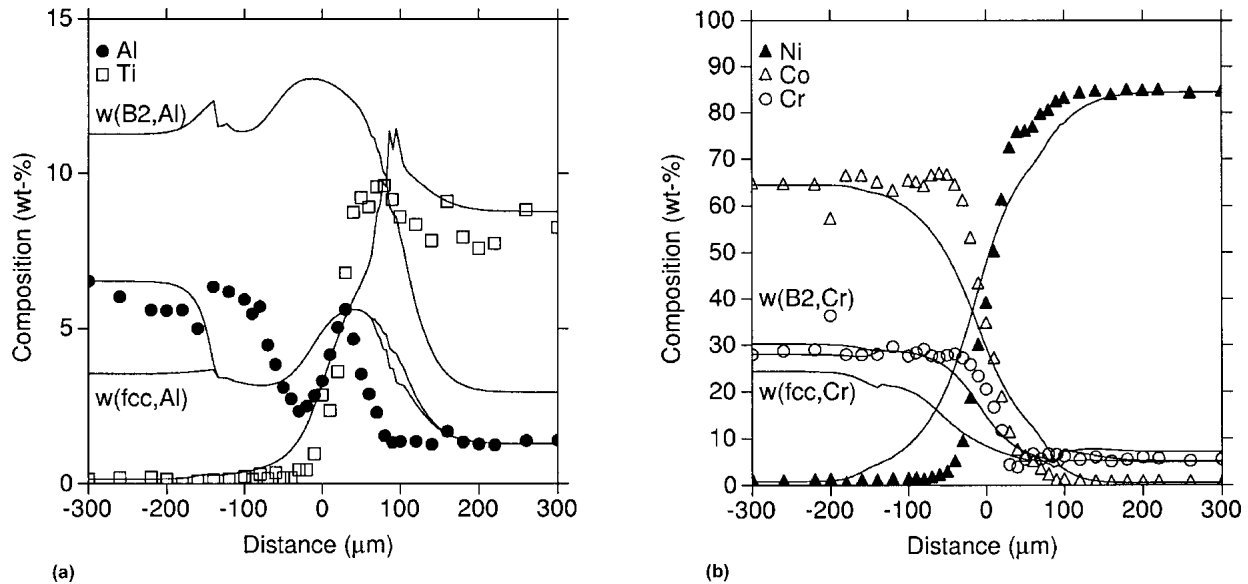 15
10
5
0
Composition (wt-%)
Al
Ti
w(B2,Al)
w(fcc,Al)
-300 -200 -100 0 100 200 300
Distance (μm)
(a)
100
90
80
70
60
50
40
30
20
10
0
Composition (wt-%)
Ni
Co
Cr
w(B2,Cr)
w(fcc,Cr)
-300 -200 -100 0 100 200 300
Distance (μm)
(b)